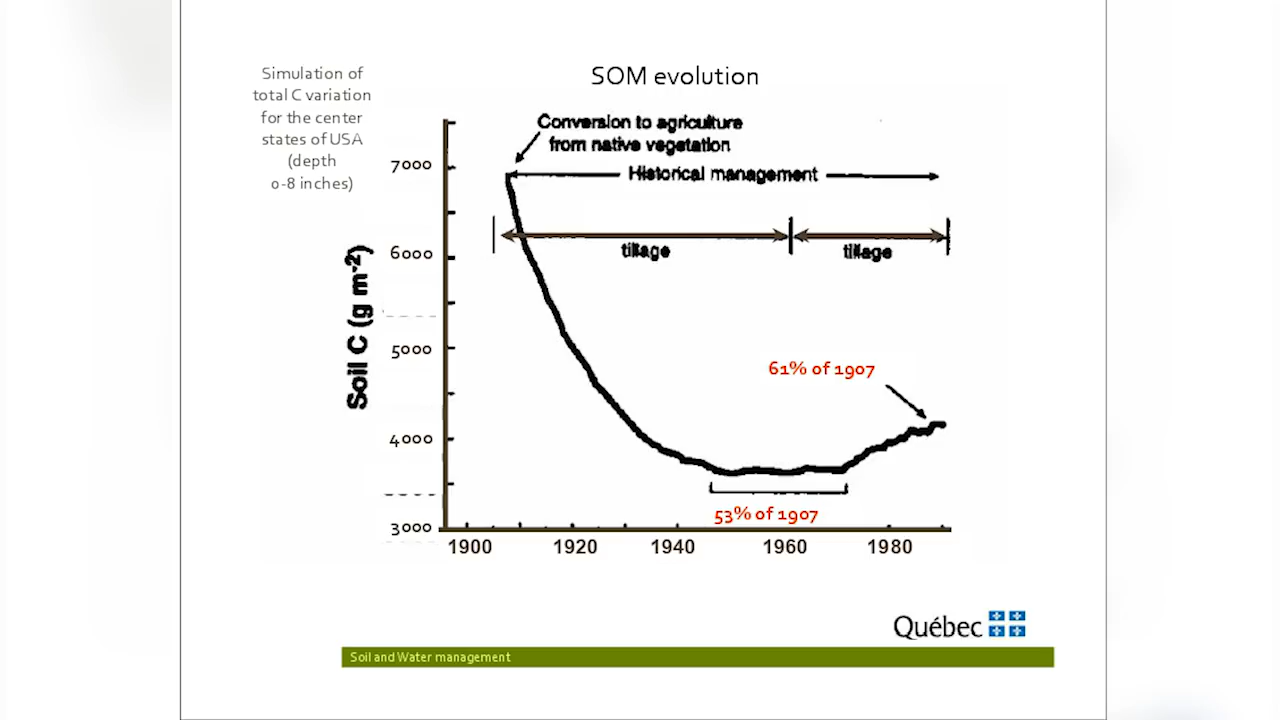 Simulation of
total C variation
for the center
states of USA
(depth
0-8 inches)
SOM evolution
Conversion to agriculture
from native vegetation
Historical management
tillage
tillage
Soil C (g m-2)
7000
6000
5000
4000
3000
61% of 1907
53% of 1907
1900 1920 1940 1960 1980
Québec
Soil and Water management